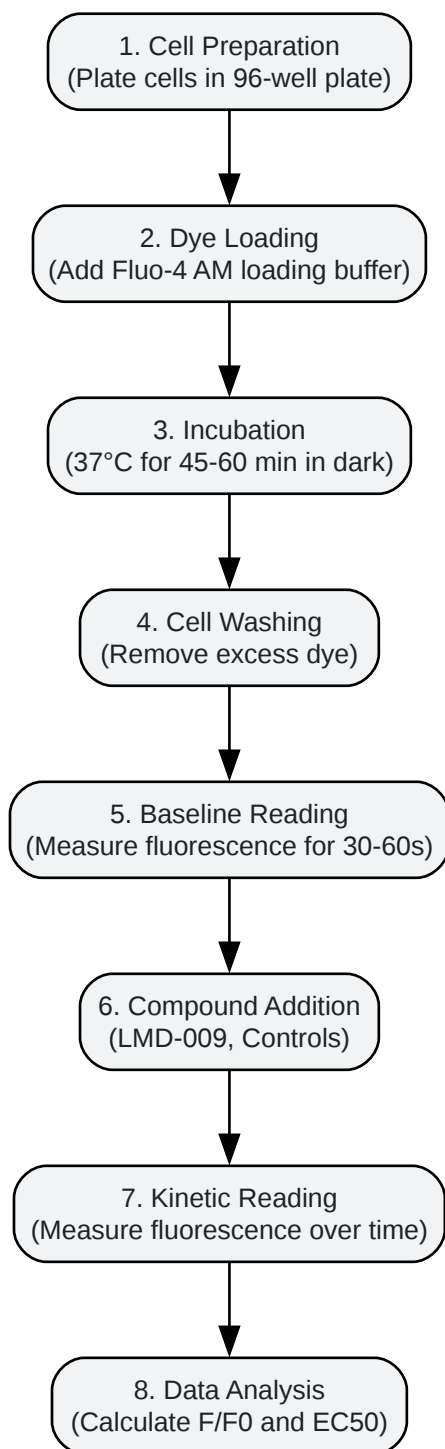 1. Cell Preparation
(Plate cells in 96-well plate)
2. Dye Loading
(Add Fluo-4 AM loading buffer)
3. Incubation
(37°C for 45-60 min in dark)
4. Cell Washing
(Remove excess dye)
5. Baseline Reading
(Measure fluorescence for 30-60s)
6. Compound Addition
(LMD-009, Controls)
7. Kinetic Reading
(Measure fluorescence over time)
8. Data Analysis
(Calculate F/F0 and EC50)